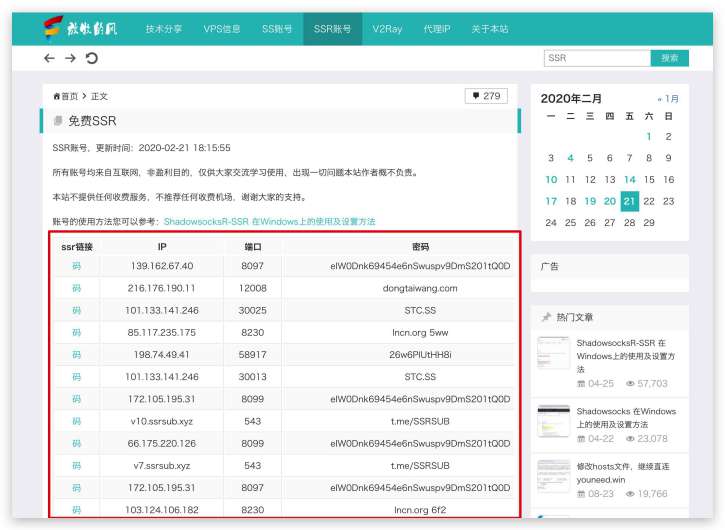 技术分享 VPS信息 SS账号 SSR账号 V2Ray 代理IP 关于本站
SSR 搜索
首页 > 正文 279
免费SSR
SSR账号，更新时间：2020-02-21 18:15:55
所有账号均来自互联网，非盈利目的，仅供大家交流学习使用，出现一切问题本站作者概不负责。
本站不提供任何收费服务，不推荐任何收费机场，谢谢大家的支持。
账号的使用方法您可以参考：ShadowsocksR-SSR 在Windows上的使用及设置方法
ssr链接 IP 端口 密码
码 139.162.67.40 8097 eIW0Dnk69454e6nSwuspv9DmS201tQ0D
码 216.176.190.11 12008 dongtaiwang.com
码 101.133.141.246 30025 STC.SS
码 85.117.235.175 8230 lncn.org 5ww
码 198.74.49.41 58917 26w6PlUtHH8i
码 101.133.141.246 30013 STC.SS
码 172.105.195.31 8099 eIW0Dnk69454e6nSwuspv9DmS201tQ0D
码 v10.ssrsub.xyz 543 t.me/SSRSUB
码 66.175.220.126 8099 eIW0Dnk69454e6nSwuspv9DmS201tQ0D
码 v7.ssrsub.xyz 543 t.me/SSRSUB
码 172.105.195.31 8097 eIW0Dnk69454e6nSwuspv9DmS201tQ0D
码 103.124.106.182 8230 lncn.org 6f2
2020年二月 « 1月
一 二 三 四 五 六 日
1 2
3 4 5 6 7 8 9
10 11 12 13 14 15 16
17 18 19 20 21 22 23
24 25 26 27 28 29
广告
热门文章
ShadowsocksR-SSR 在
Windows上的使用及设置方
法
04-25 57,703
Shadowsocks 在Windows
上的使用及设置方法
04-22 23,078
修改hosts文件，继续直连
youneed.win
08-23 19,766